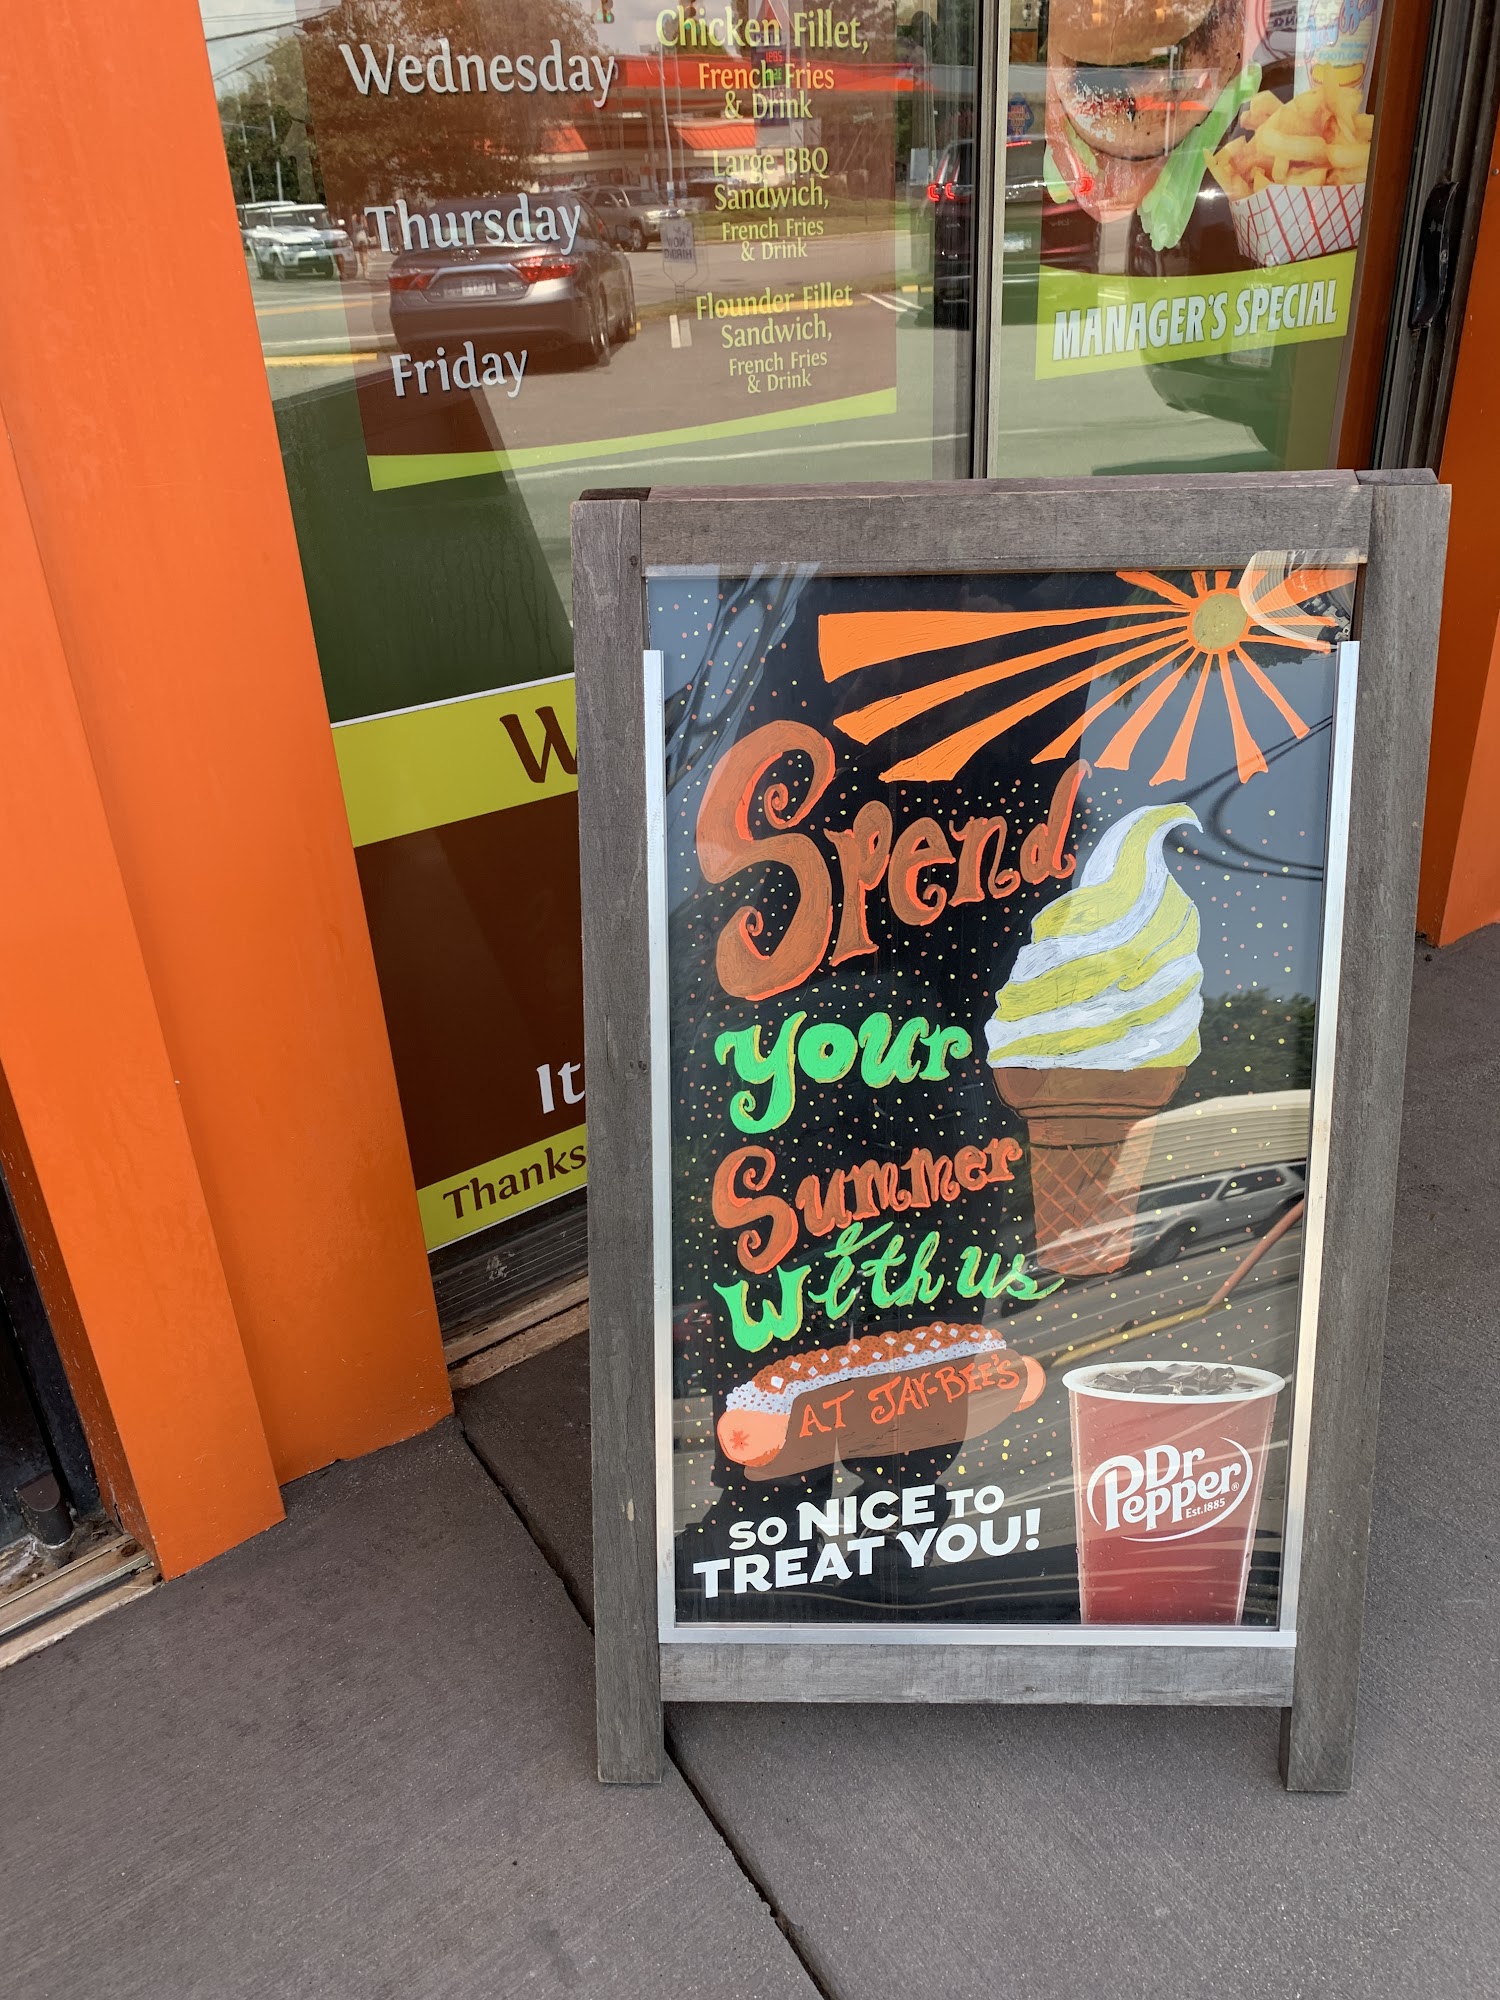 Wednesday
Chicken Fillet,
French Fries
& Drink
Thursday
Large BBQ
Sandwich,
French Fries
& Drink
Friday
Flounder Fillet
Sandwich,
French Fries
& Drink
MANAGER'S SPECIAL
W
It
Thanks
Spend
your
Summer
with us
AT JAY-BEE'S
SO NICE TO
TREAT YOU!
Dr
Pepper®
Est.1885